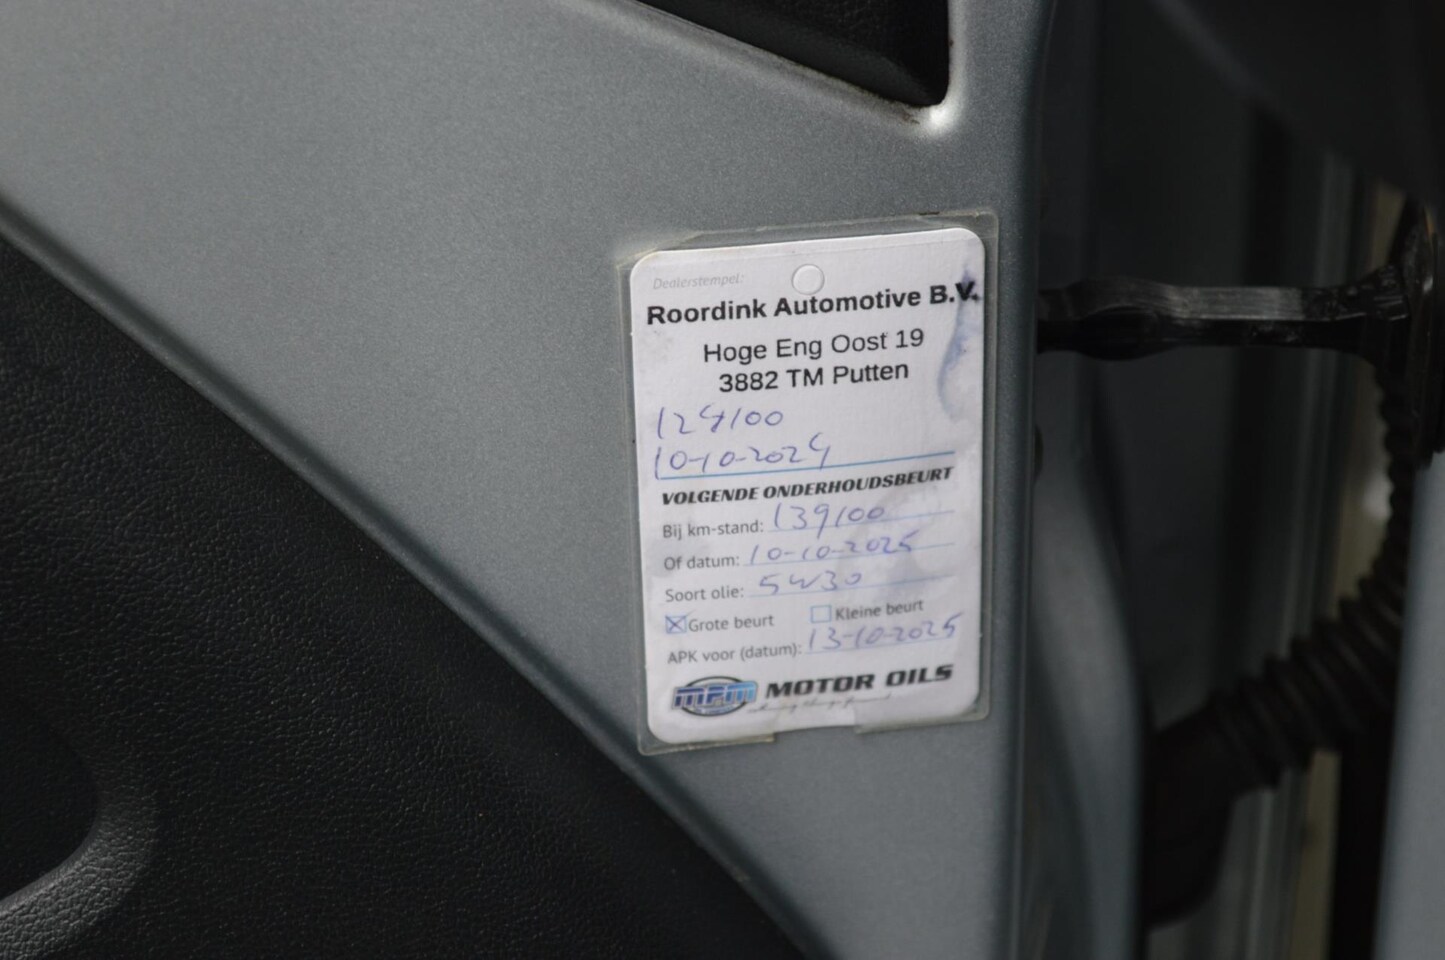 Dealerstempel:
Roordink Automotive B.V.
Hoge Eng Oost 19
3882 TM Putten
124100
10-10-2024
VOLGENDE ONDERHOUDSBEURT
Bij km-stand: 139100
Of datum: 10-10-2025
Soort olie: 5W30
Grote beurt Kleine beurt
APK voor (datum): 13-10-2025
MPM MOTOR OILS